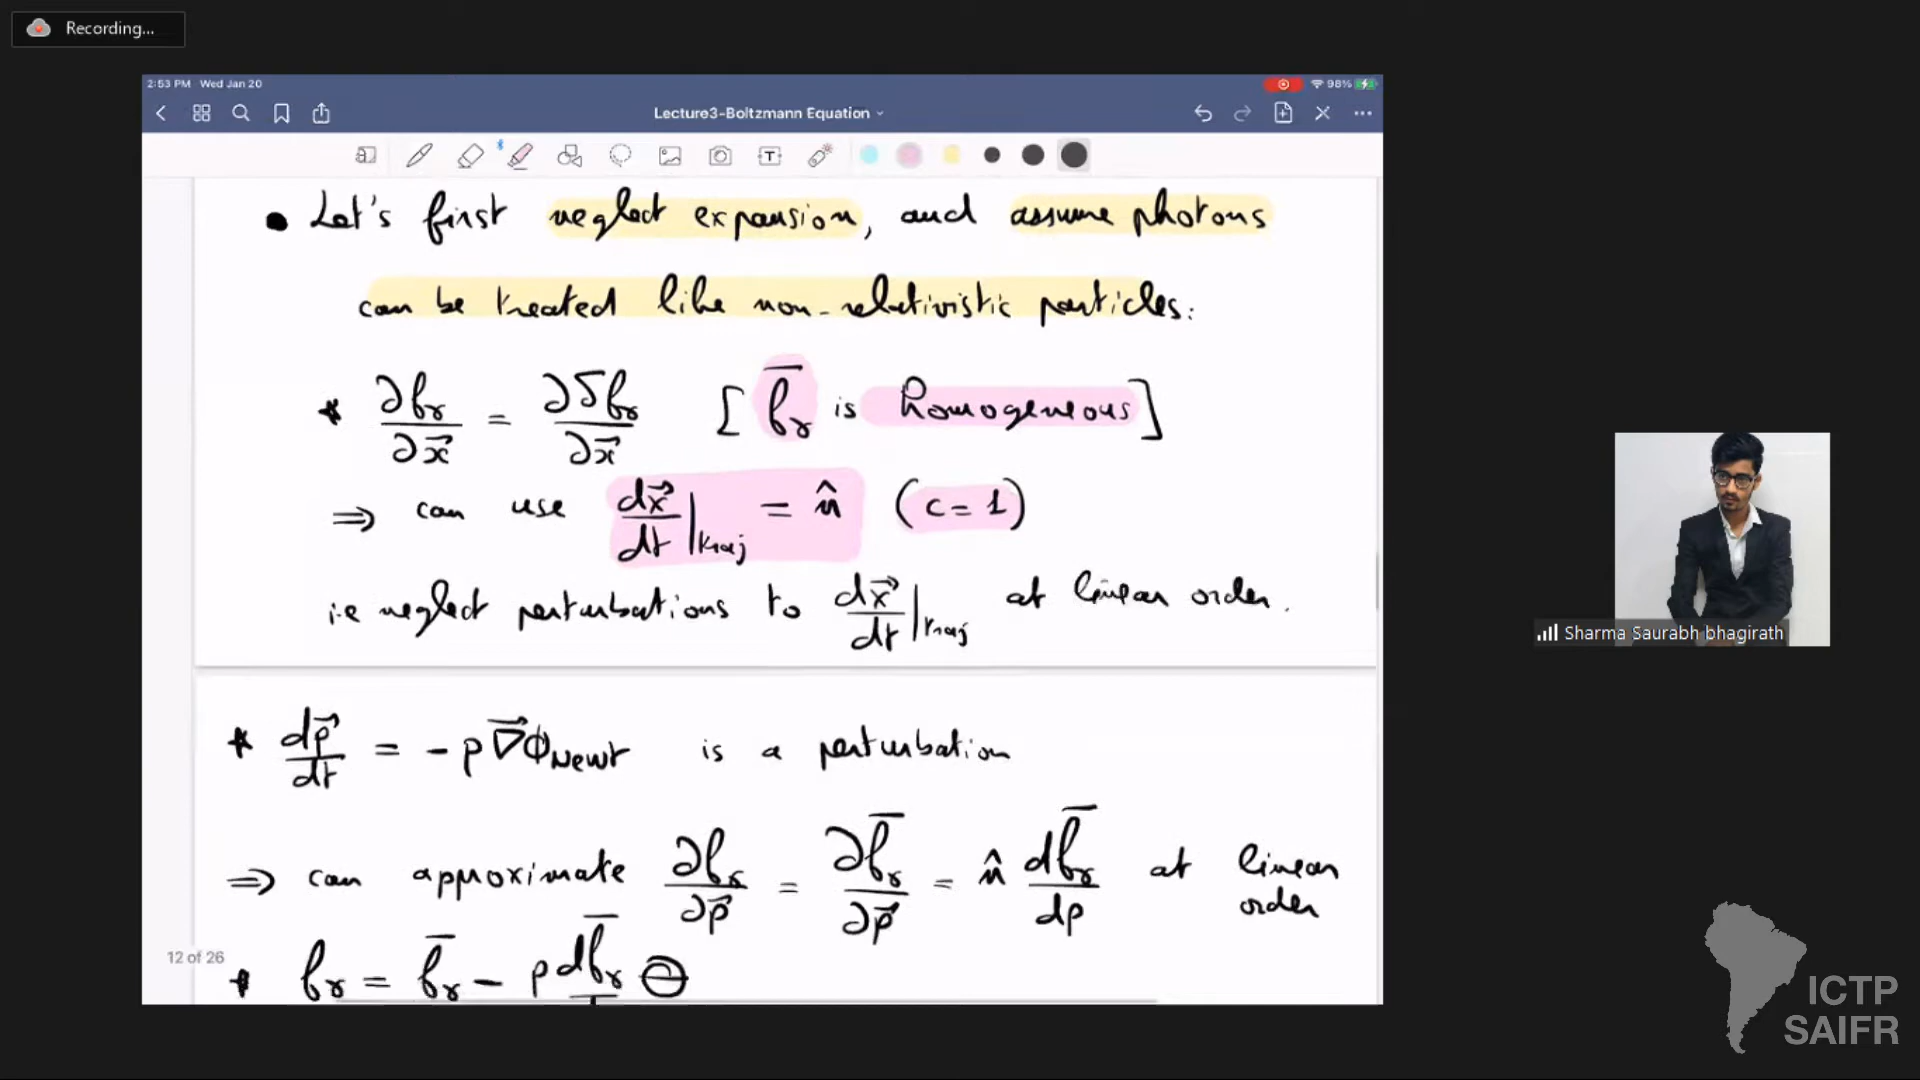 Recording...
2:53 PM Wed Jan 20
98%
Lecture3-Boltzmann Equation
• Let's first neglect expansion, and assume photons
can be treated like non-relativistic particles:
* ∂f_γ/∂x⃗ = ∂δf_γ/∂x⃗ [ f̄_γ is homogeneous ]
⇒ can use dx⃗/dt|traj = n̂ (c = 1)
i.e neglect perturbations to dx⃗/dt|traj at linear order.
* dp⃗/dt = - p ∇⃗ϕ_Newt is a perturbation
⇒ can approximate ∂f_γ/∂p⃗ = ∂f̄_γ/∂p⃗ = n̂ df̄_γ/dp at linear
order
* f_γ = f̄_γ - p df̄_γ Θ
12 of 26
Sharma Saurabh bhagirath
ICTP
SAIFR